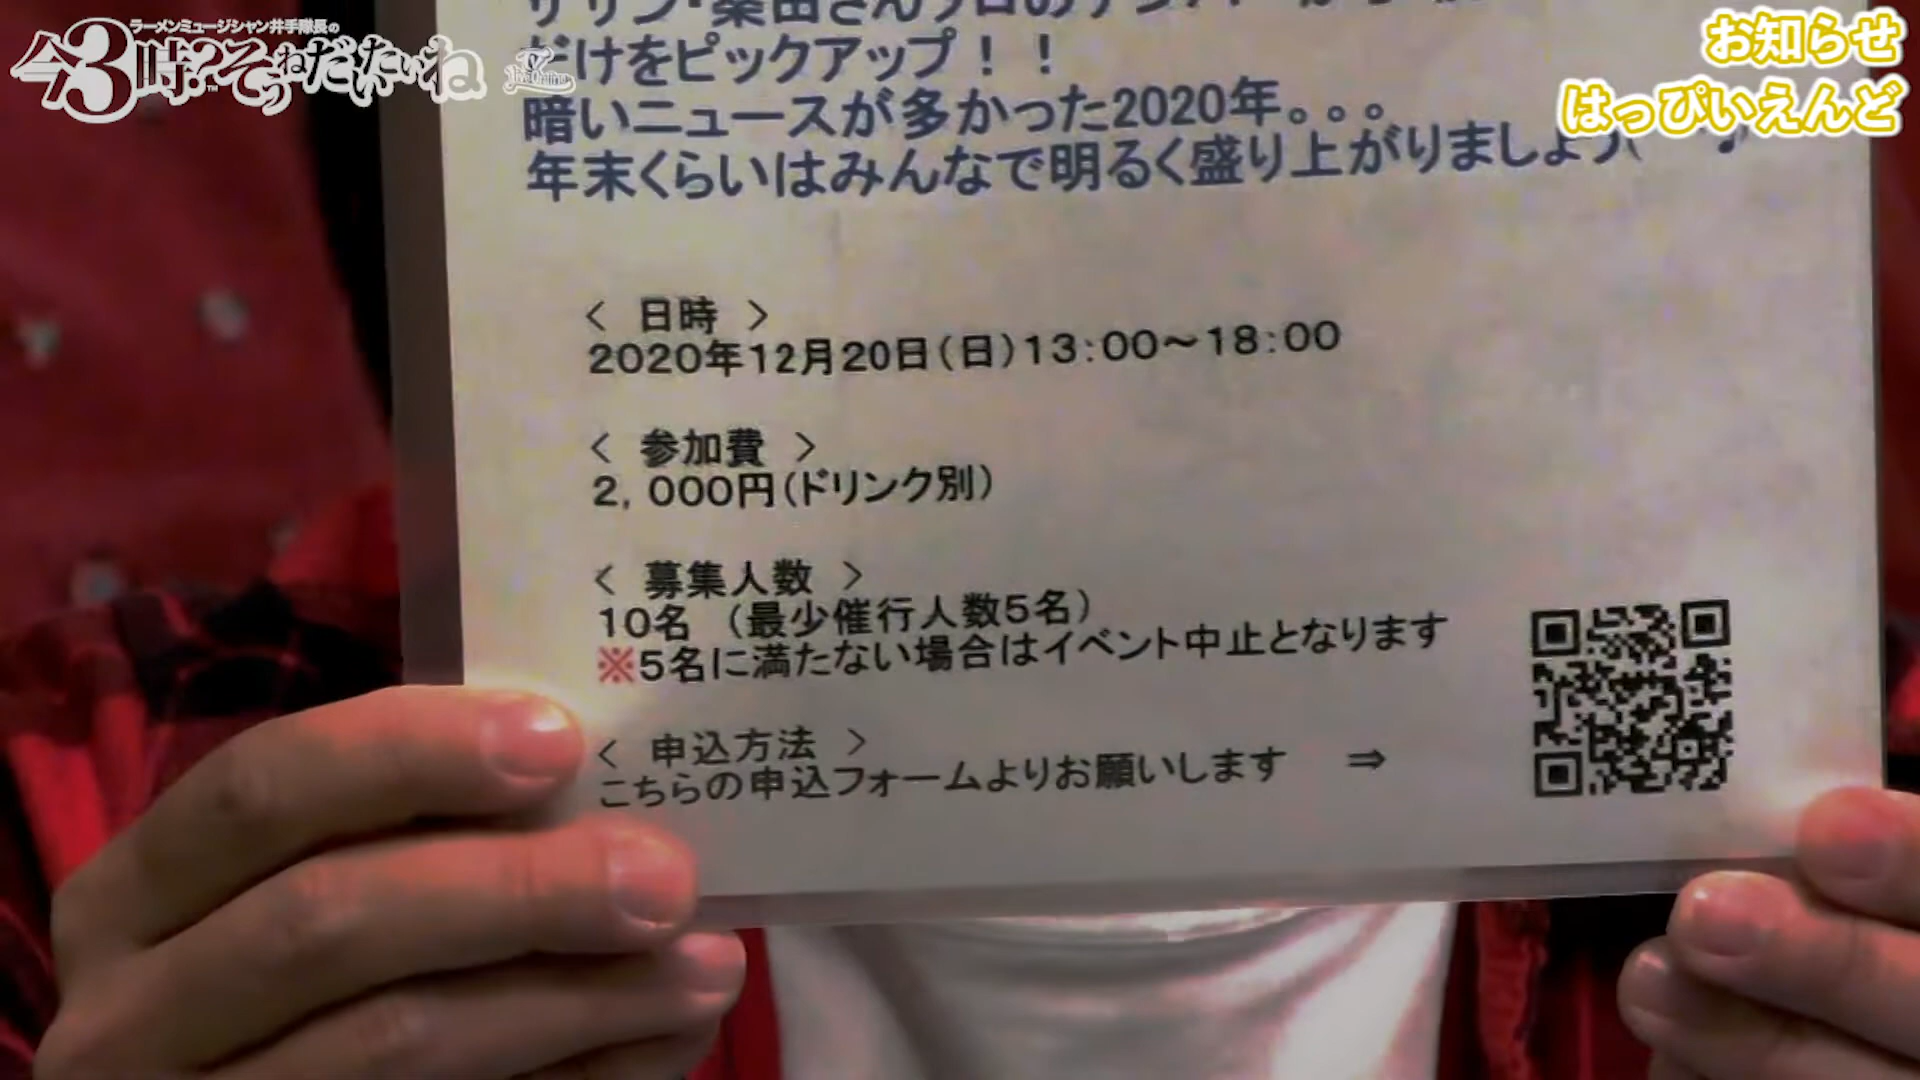 ラーメンミュージシャン井手隊長の
今3時?そうねだいたいね
お知らせ
はっぴいえんど
だけをピックアップ!!
暗いニュースが多かった2020年。。。
年末くらいはみんなで明るく盛り上がりましょう
< 日時 >
2020年12月20日(日)13:00~18:00
< 参加費 >
2,000円(ドリンク別)
< 募集人数 >
10名 (最少催行人数5名)
※5名に満たない場合はイベント中止となります
< 申込方法 >
こちらの申込フォームよりお願いします ⇒